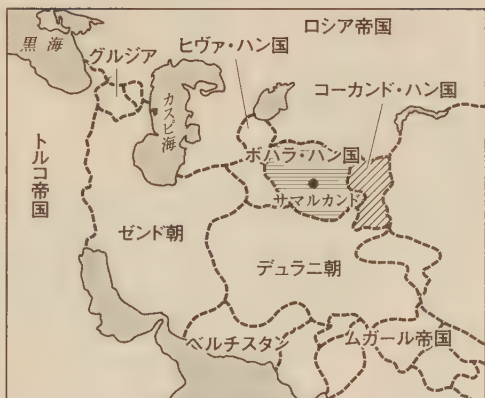 ロシア帝国
ヒヴァ・ハン国
黒海
グルジア
コーカンド・ハン国
カスピ海
ボハラ・ハン国
トルコ帝国
サマルカンド
ゼンド朝
デュラニ朝
ベルチスタン
ムガール帝国